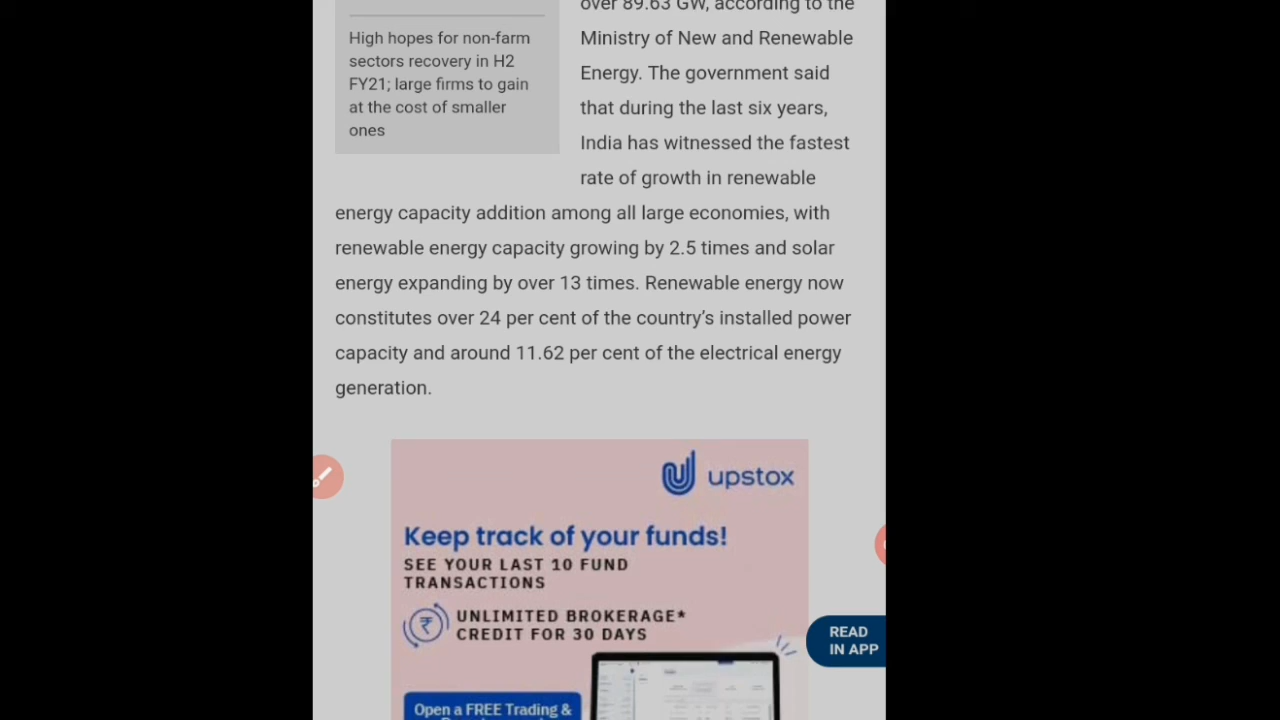 over 89.63 GW, according to the
High hopes for non-farm
sectors recovery in H2
FY21; large firms to gain
at the cost of smaller
ones
Ministry of New and Renewable
Energy. The government said
that during the last six years,
India has witnessed the fastest
rate of growth in renewable
energy capacity addition among all large economies, with
renewable energy capacity growing by 2.5 times and solar
energy expanding by over 13 times. Renewable energy now
constitutes over 24 per cent of the country’s installed power
capacity and around 11.62 per cent of the electrical energy
generation.
upstox
Keep track of your funds!
SEE YOUR LAST 10 FUND
TRANSACTIONS
UNLIMITED BROKERAGE*
CREDIT FOR 30 DAYS
READ
IN APP
Open a FREE Trading &